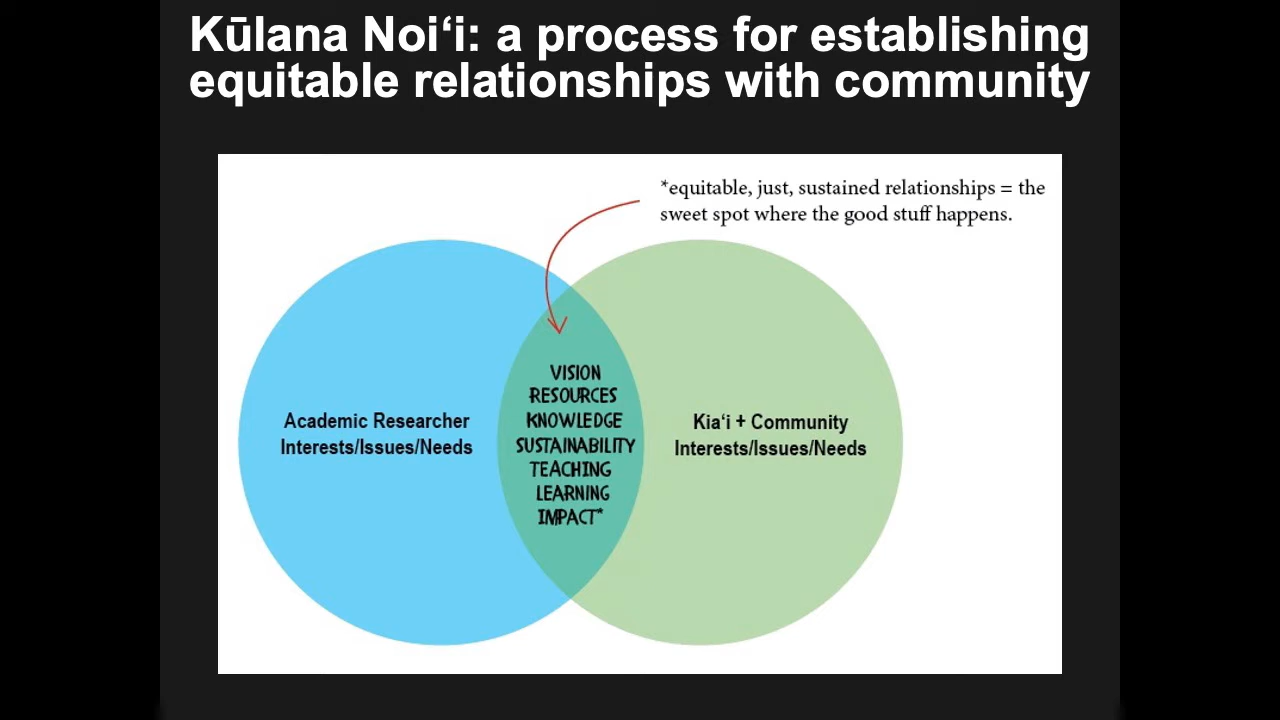 Kūlana Noiʻi: a process for establishing
equitable relationships with community
*equitable, just, sustained relationships = the
sweet spot where the good stuff happens.
Academic Researcher
Interests/Issues/Needs
VISION
RESOURCES
KNOWLEDGE
SUSTAINABILITY
TEACHING
LEARNING
IMPACT*
Kiaʻi + Community
Interests/Issues/Needs